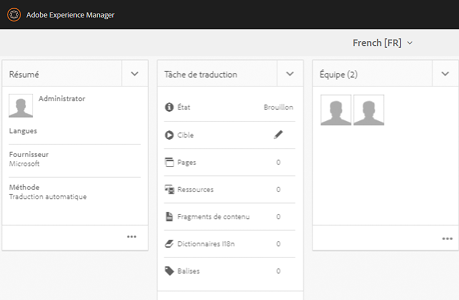 Adobe Experience Manager
French [FR]
Résumé
Administrator
Langues
Fournisseur
Microsoft
Méthode
Traduction automatique
Tâche de traduction
État Brouillon
Cible
Pages 0
Ressources 0
Fragments de contenu 0
Dictionnaires I18n 0
Balises 0
Équipe (2)